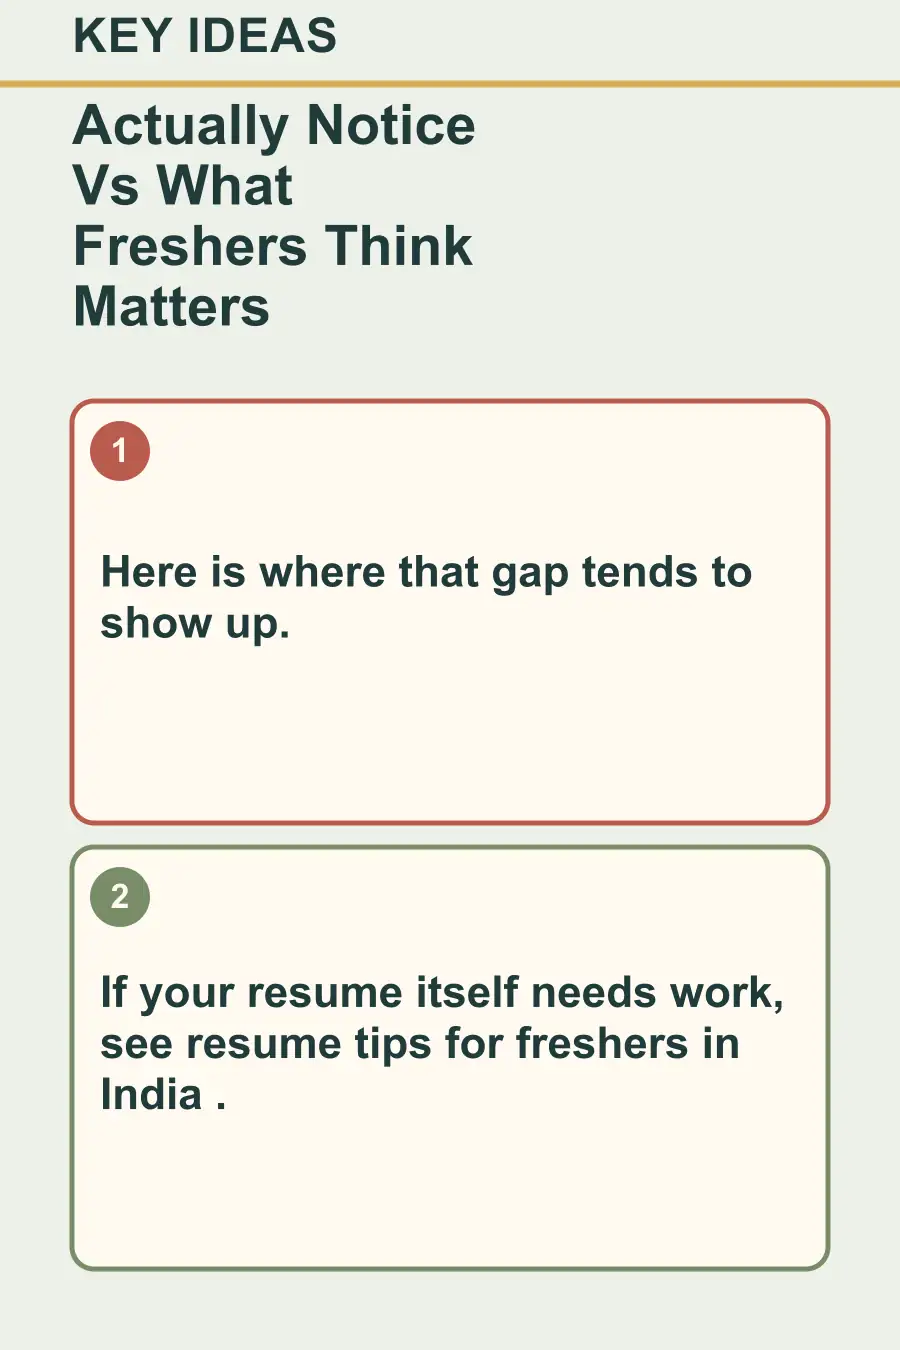 KEY IDEAS
Actually Notice
Vs What
Freshers Think
Matters
1
Here is where that gap tends to
show up.
2
If your resume itself needs work,
see resume tips for freshers in
India .